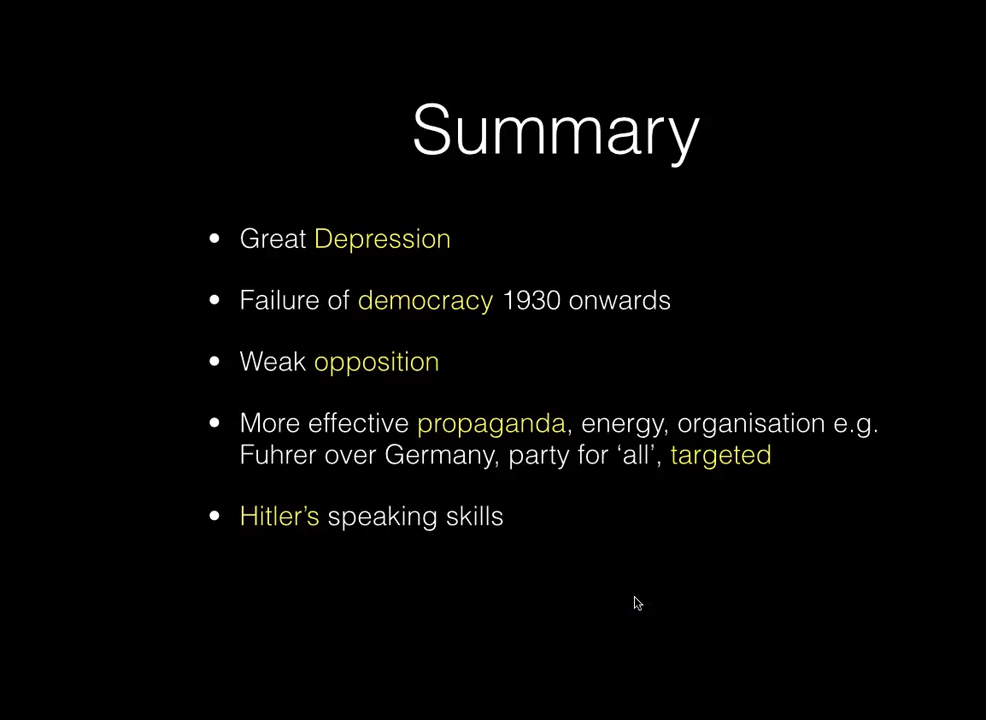 Summary
• Great Depression
• Failure of democracy 1930 onwards
• Weak opposition
• More effective propaganda, energy, organisation e.g.
Fuhrer over Germany, party for ‘all’, targeted
• Hitler’s speaking skills